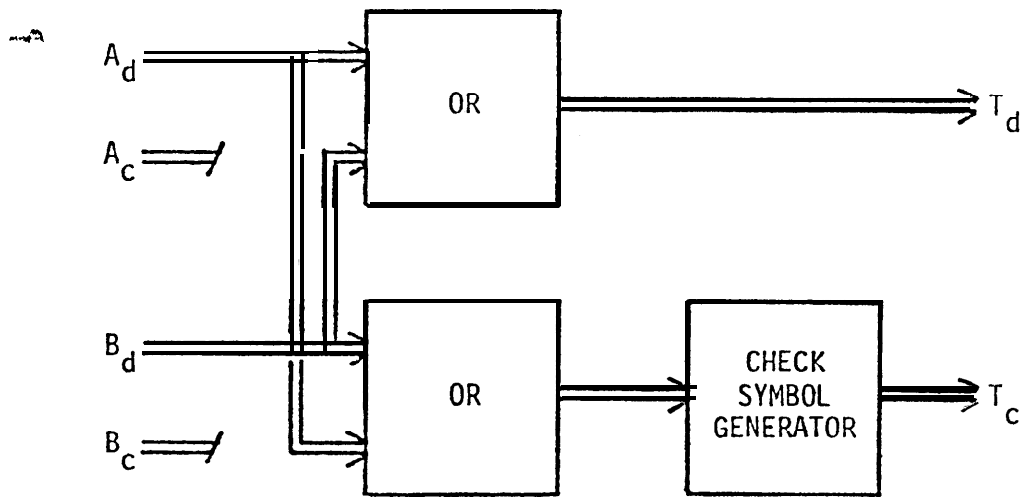 A_d
OR
T_d
A_c
B_d
OR
CHECK
SYMBOL
GENERATOR
T_c
B_c